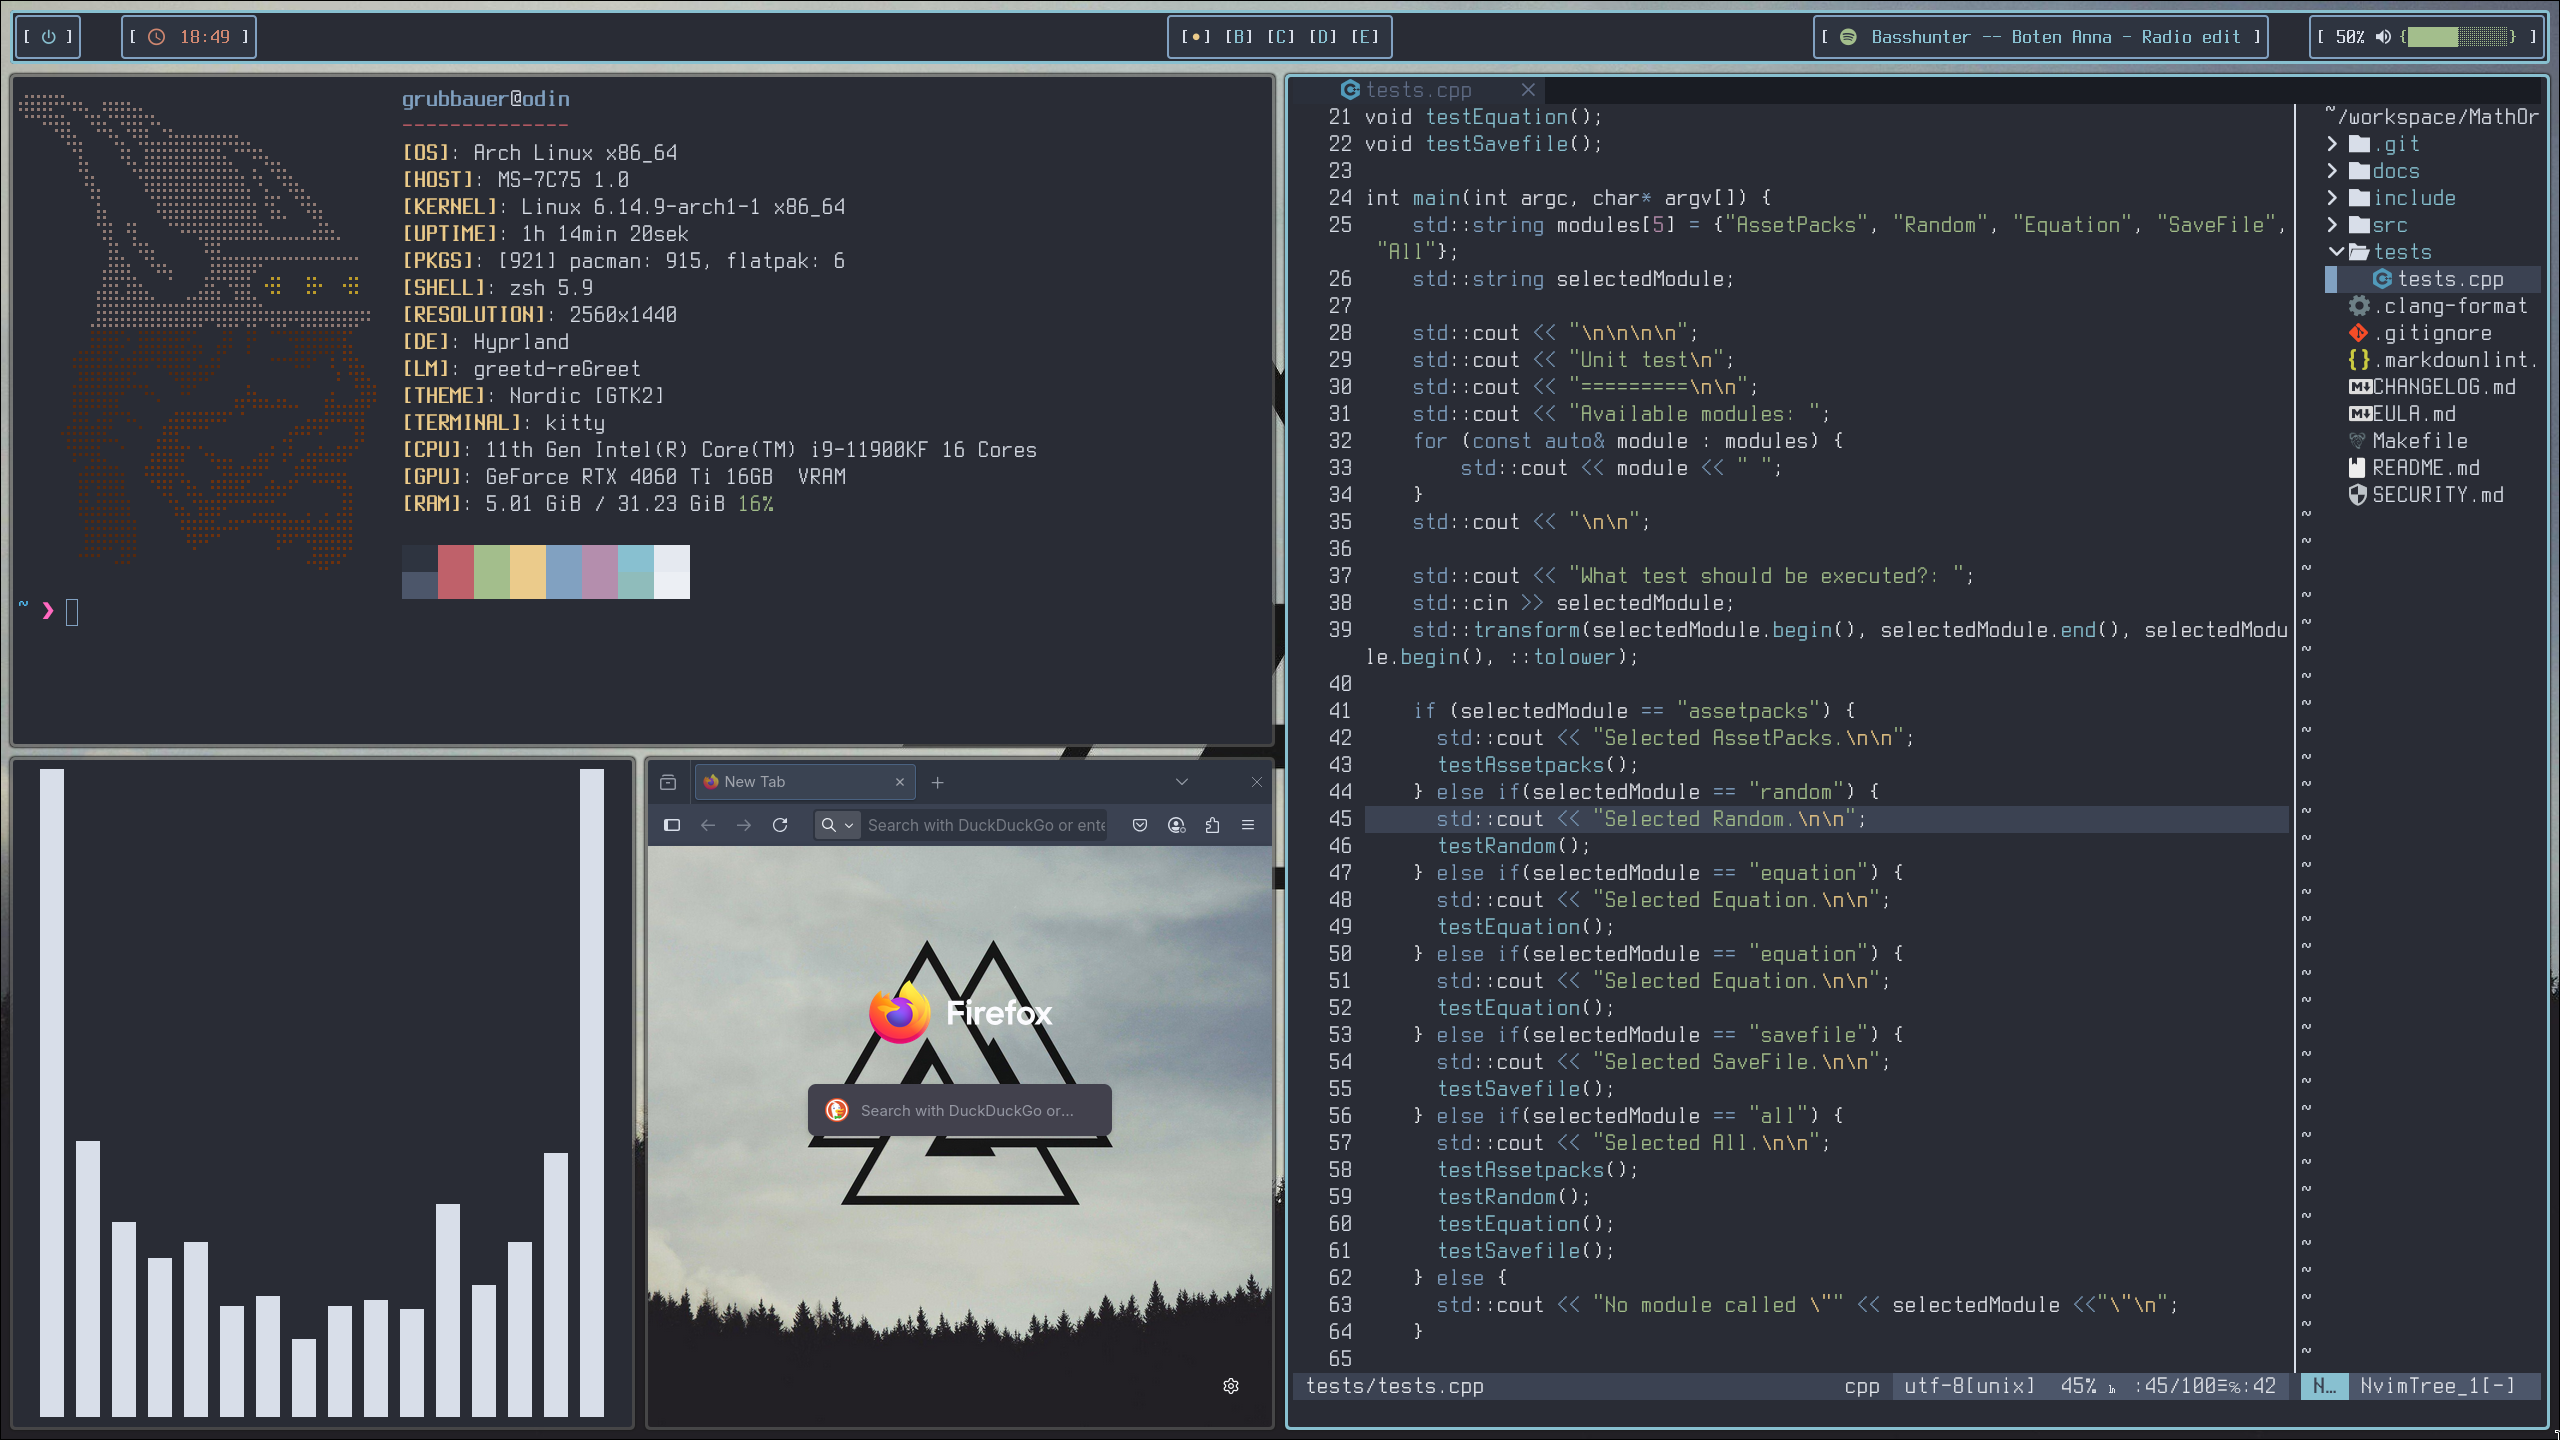 [ ⏻ ]
[ 18:49 ]
[•] [B] [C] [D] [E]
[ Basshunter -- Boten Anna - Radio edit ]
[ 50% { } ]
grubbauer@odin
--------------
[OS]: Arch Linux x86_64
[HOST]: MS-7C75 1.0
[KERNEL]: Linux 6.14.9-arch1-1 x86_64
[UPTIME]: 1h 14min 20sek
[PKGS]: [921] pacman: 915, flatpak: 6
[SHELL]: zsh 5.9
[RESOLUTION]: 2560x1440
[DE]: Hyprland
[LM]: greetd-reGreet
[THEME]: Nordic [GTK2]
[TERMINAL]: kitty
[CPU]: 11th Gen Intel(R) Core(TM) i9-11900KF 16 Cores
[GPU]: GeForce RTX 4060 Ti 16GB  VRAM
[RAM]: 5.01 GiB / 31.23 GiB 16%
~ ❯
New Tab
Search with DuckDuckGo or ente
Firefox
Search with DuckDuckGo or...
tests.cpp
21 void testEquation();
22 void testSavefile();
23
24 int main(int argc, char* argv[]) {
25     std::string modules[5] = {"AssetPacks", "Random", "Equation", "SaveFile",
 "All"};
26     std::string selectedModule;
27
28     std::cout << "\n\n\n\n";
29     std::cout << "Unit test\n";
30     std::cout << "=========\n\n";
31     std::cout << "Available modules: ";
32     for (const auto& module : modules) {
33         std::cout << module << " ";
34     }
35     std::cout << "\n\n";
36
37     std::cout << "What test should be executed?: ";
38     std::cin >> selectedModule;
39     std::transform(selectedModule.begin(), selectedModule.end(), selectedModu
le.begin(), ::tolower);
40
41     if (selectedModule == "assetpacks") {
42       std::cout << "Selected AssetPacks.\n\n";
43       testAssetpacks();
44     } else if(selectedModule == "random") {
45       std::cout << "Selected Random.\n\n";
46       testRandom();
47     } else if(selectedModule == "equation") {
48       std::cout << "Selected Equation.\n\n";
49       testEquation();
50     } else if(selectedModule == "equation") {
51       std::cout << "Selected Equation.\n\n";
52       testEquation();
53     } else if(selectedModule == "savefile") {
54       std::cout << "Selected SaveFile.\n\n";
55       testSavefile();
56     } else if(selectedModule == "all") {
57       std::cout << "Selected All.\n\n";
58       testAssetpacks();
59       testRandom();
60       testEquation();
61       testSavefile();
62     } else {
63       std::cout << "No module called \"" << selectedModule <<"\"\n";
64     }
65
tests/tests.cpp cpp utf-8[unix] 45% ㏑ :45/100≡℅:42
~/workspace/MathOr
.git
docs
include
src
tests
tests.cpp
.clang-format
.gitignore
.markdownlint.
CHANGELOG.md
EULA.md
Makefile
README.md
SECURITY.md
N… NvimTree_1[-]